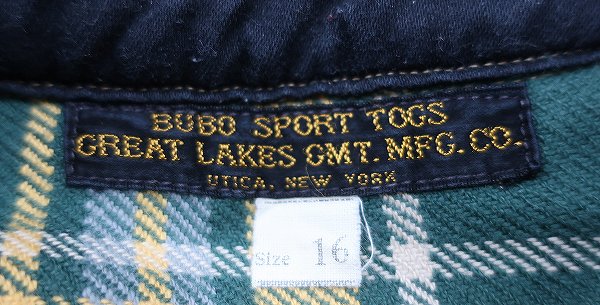 BUBO SPORT TOGS
GREAT LAKES GMT. MFG. CO.
UTICA, NEW YORK
Size 16